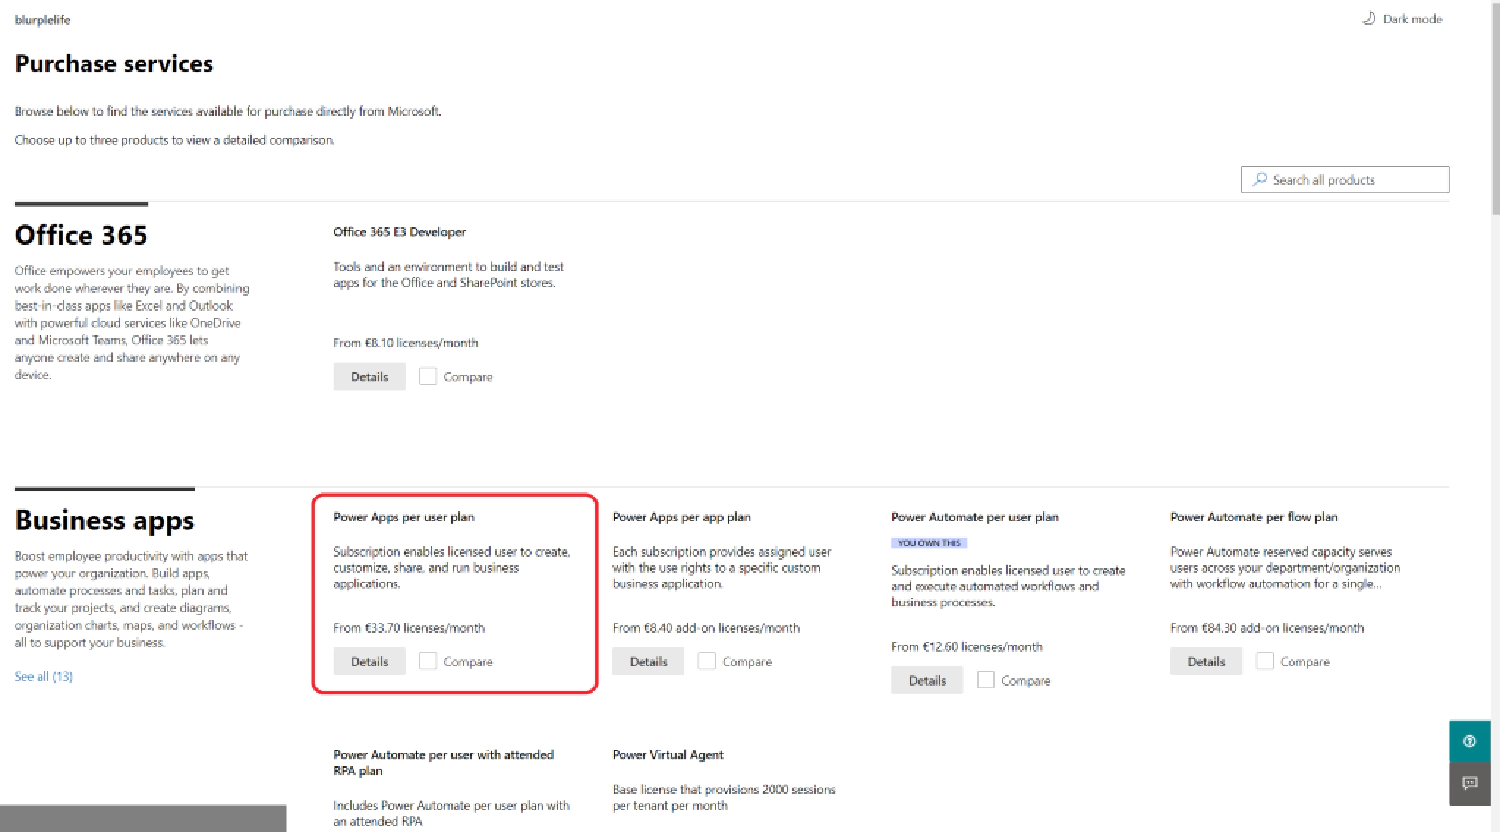 blurplelife
Dark mode
Purchase services
Browse below to find the services available for purchase directly from Microsoft.
Choose up to three products to view a detailed comparison.
Search all products
Office 365
Office empowers your employees to get
work done wherever they are. By combining
best-in-class apps like Excel and Outlook
with powerful cloud services like OneDrive
and Microsoft Teams, Office 365 lets
anyone create and share anywhere on any
device.
Office 365 E3 Developer
Tools and an environment to build and test
apps for the Office and SharePoint stores.
From €8.10 licenses/month
Details
Compare
Business apps
Boost employee productivity with apps that
power your organization. Build apps,
automate processes and tasks, plan and
track your projects, and create diagrams,
organization charts, maps, and workflows -
all to support your business.
See all (13)
Power Apps per user plan
Subscription enables licensed user to create,
customize, share, and run business
applications.
From €33.70 licenses/month
Details
Compare
Power Apps per app plan
Each subscription provides assigned user
with the use rights to a specific custom
business application.
From €8.40 add-on licenses/month
Details
Compare
Power Automate per user plan
YOU OWN THIS
Subscription enables licensed user to create
and execute automated workflows and
business processes.
From €12.60 licenses/month
Details
Compare
Power Automate per flow plan
Power Automate reserved capacity serves
users across your department/organization
with workflow automation for a single...
From €84.30 add-on licenses/month
Details
Compare
Power Automate per user with attended
RPA plan
Includes Power Automate per user plan with
an attended RPA
Power Virtual Agent
Base license that provisions 2000 sessions
per tenant per month